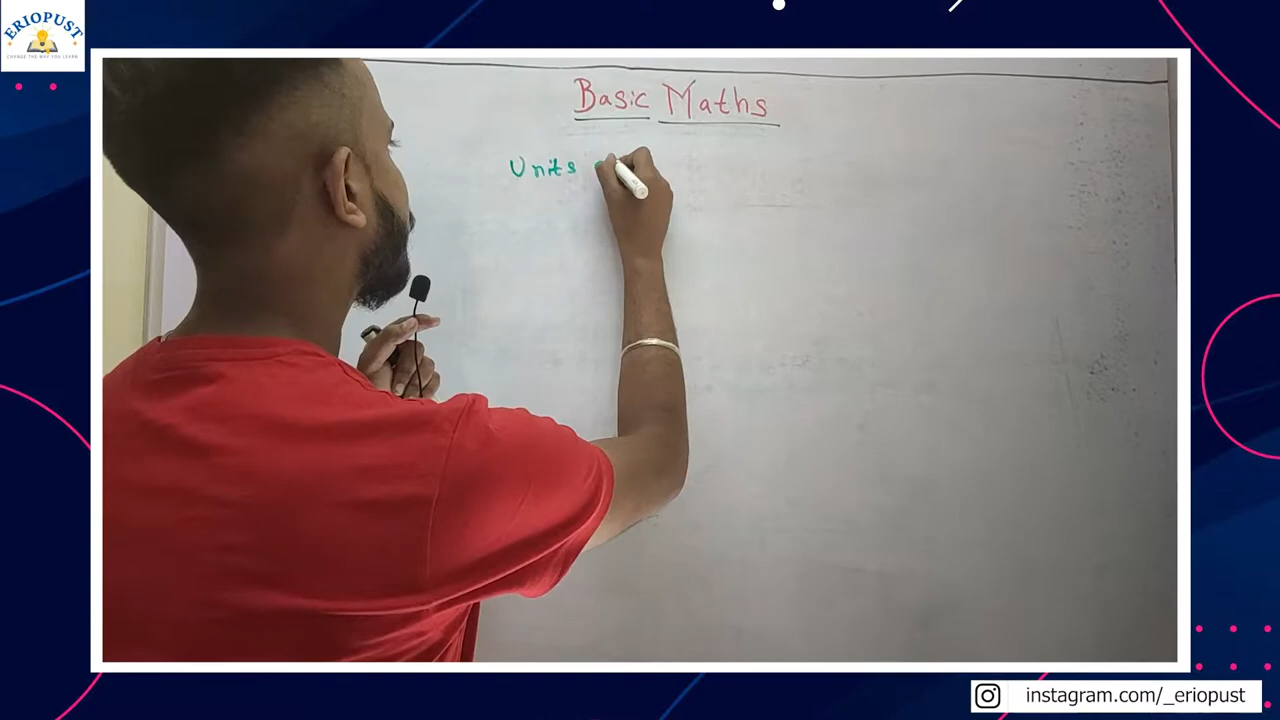 ERIOPUST
CHANGE THE WAY YOU LEARN
Basic Maths
Units
instagram.com/_eriopust